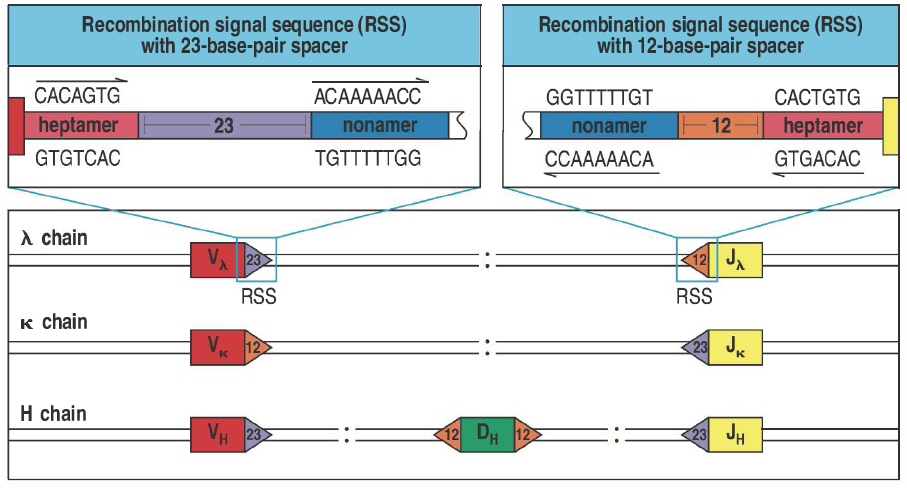 Recombination signal sequence (RSS)
with 23-base-pair spacer
Recombination signal sequence (RSS)
with 12-base-pair spacer
CACAGTG
ACAAAAACC
heptamer
23
nonamer
GTGTCAC
TGTTTTTGG
GGTTTTTGT
CACTGTG
nonamer
12
heptamer
CCAAAAACA
GTGACAC
λ chain
Vλ
23
:
12
Jλ
RSS
RSS
κ chain
Vκ
12
:
23
Jκ
H chain
VH
23
:
12
DH
12
:
23
JH